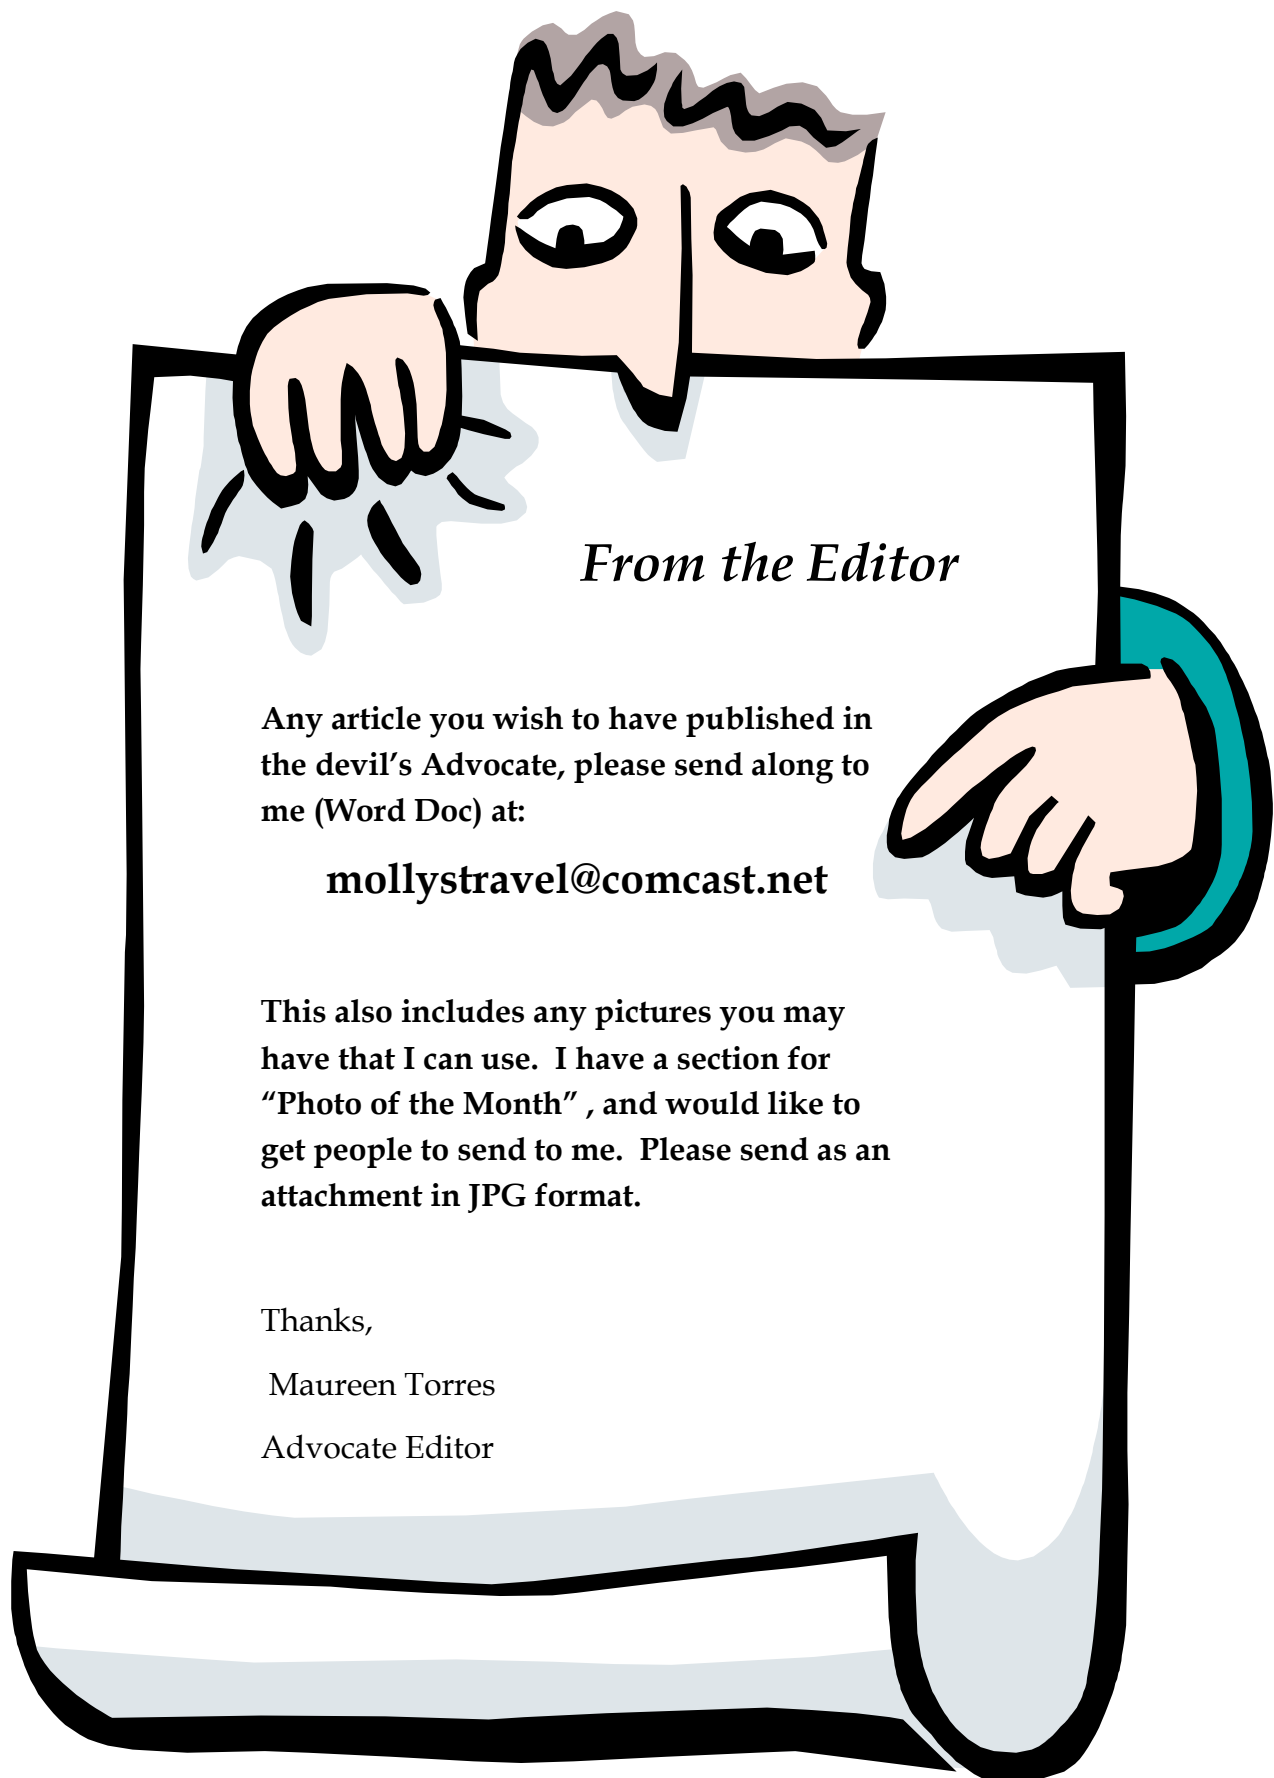 From the Editor
Any article you wish to have published in
the devil’s Advocate, please send along to
me (Word Doc) at:
mollystravel@comcast.net
This also includes any pictures you may
have that I can use.  I have a section for
“Photo of the Month” , and would like to
get people to send to me.  Please send as an
attachment in JPG format.
Thanks,
Maureen Torres
Advocate Editor